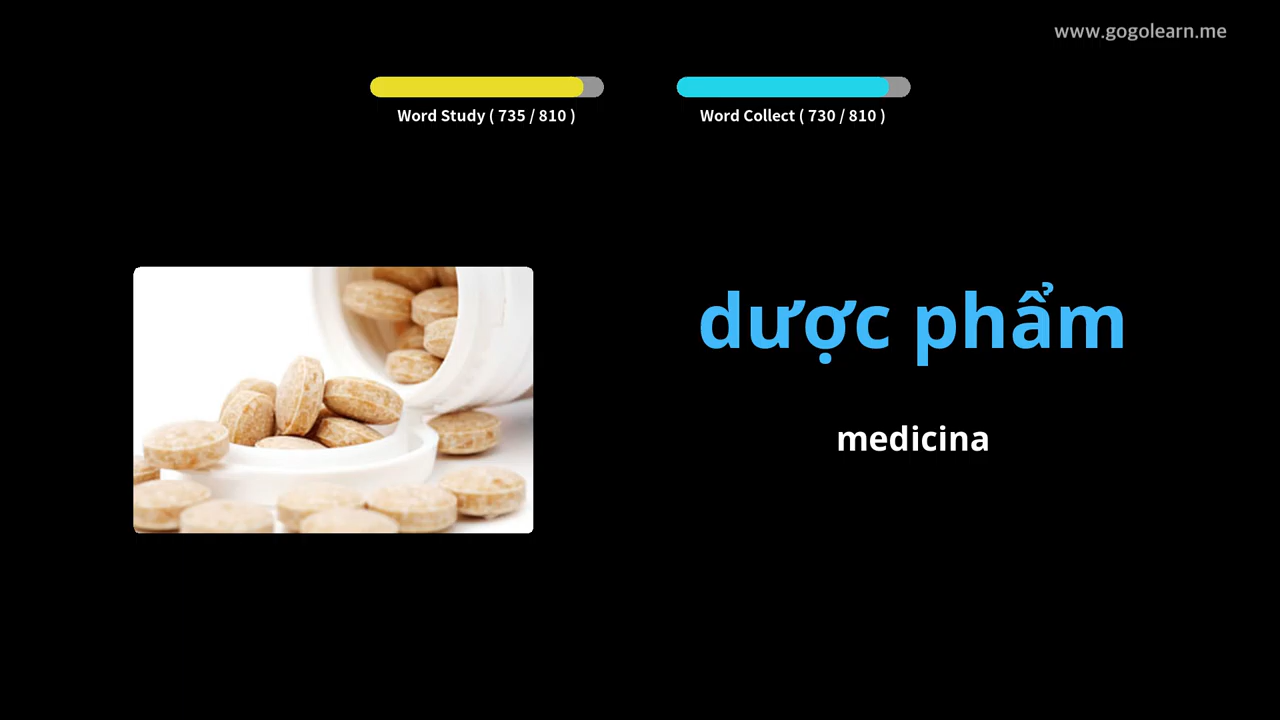 www.gogolearn.me
Word Study ( 735 / 810 )
Word Collect ( 730 / 810 )
dược phẩm
medicina